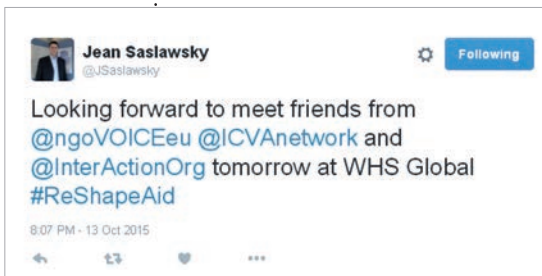 Jean Saslawsky
@JSaslawsky
Following
Looking forward to meet friends from
@ngoVOICEeu @ICVAnetwork and
@InterActionOrg tomorrow at WHS Global
#ReShapeAid
8:07 PM - 13 Oct 2015